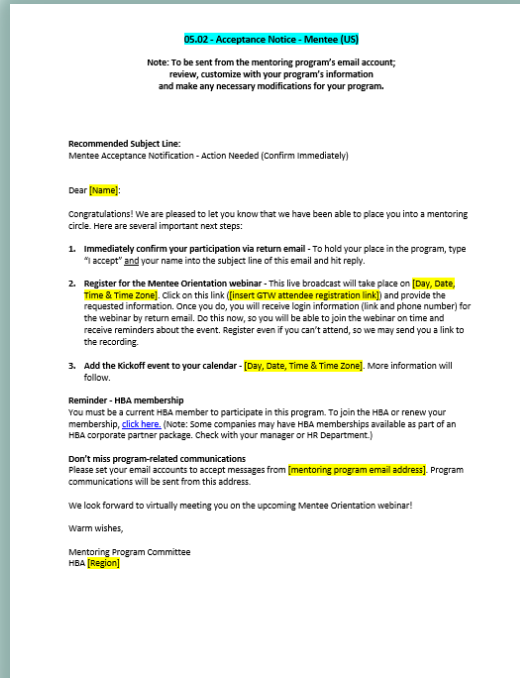 05.02 - Acceptance Notice - Mentee (US)
Note: To be sent from the mentoring program's email account;
review, customize with your program's information
and make any necessary modifications for your program.
Recommended Subject Line:
Mentee Acceptance Notification - Action Needed (Confirm Immediately)
Dear [Name]:
Congratulations! We are pleased to let you know that we have been able to place you into a mentoring
circle. Here are several important next steps:
1. Immediately confirm your participation via return email - To hold your place in the program, type
"I accept" and your name into the subject line of this email and hit reply.
2. Register for the Mentee Orientation webinar - This live broadcast will take place on [Day, Date,
Time & Time Zone]. Click on this link ([insert GTW attendee registration link]) and provide the
requested information. Once you do, you will receive login information (link and phone number) for
the webinar by return email. Do this now, so you will be able to join the webinar on time and
receive reminders about the event. Register even if you can't attend, so we may send you a link to
the recording.
3. Add the Kickoff event to your calendar - [Day, Date, Time & Time Zone]. More information will
follow.
Reminder - HBA membership
You must be a current HBA member to participate in this program. To join the HBA or renew your
membership, click here. (Note: Some companies may have HBA memberships available as part of an
HBA corporate partner package. Check with your manager or HR Department.)
Don't miss program-related communications
Please set your email accounts to accept messages from [mentoring program email address]. Program
communications will be sent from this address.
We look forward to virtually meeting you on the upcoming Mentee Orientation webinar!
Warm wishes,
Mentoring Program Committee
HBA [Region]